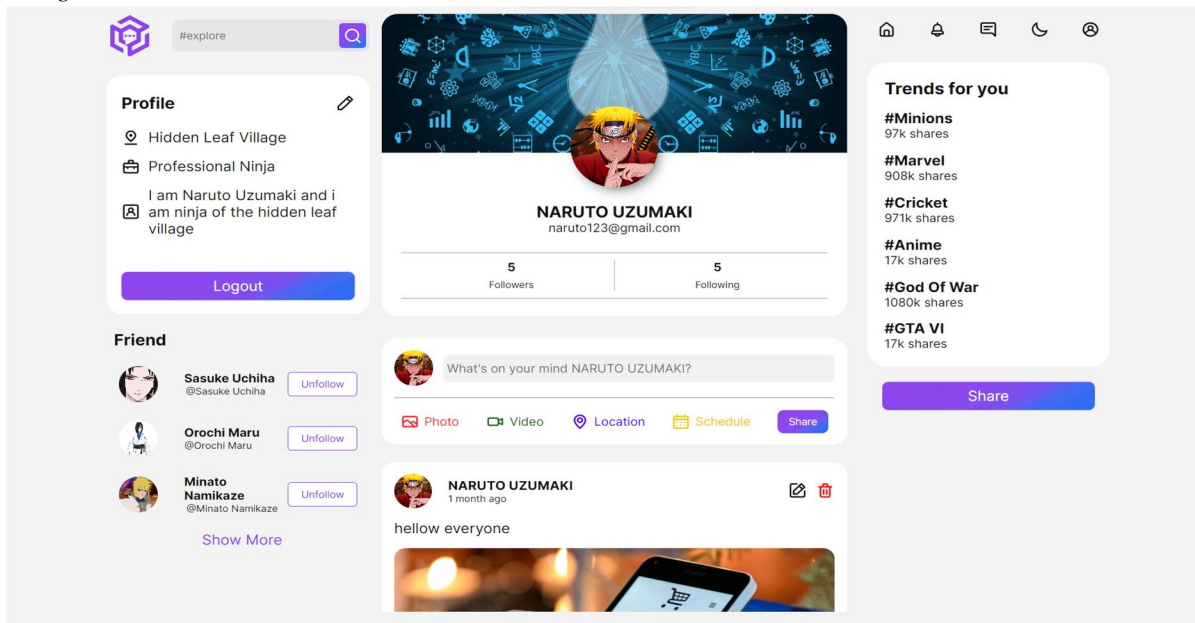 #explore
Profile
Hidden Leaf Village
Professional Ninja
I am Naruto Uzumaki and i
am ninja of the hidden leaf
village
Logout
Friend
Sasuke Uchiha
@Sasuke Uchiha
Unfollow
Orochi Maru
@Orochi Maru
Unfollow
Minato
Namikaze
@Minato Namikaze
Unfollow
Show More
ABC
ABC
NARUTO UZUMAKI
naruto123@gmail.com
5
Followers
5
Following
What's on your mind NARUTO UZUMAKI?
Photo
Video
Location
Schedule
Share
NARUTO UZUMAKI
1 month ago
hellow everyone
Trends for you
#Minions
97k shares
#Marvel
908k shares
#Cricket
971k shares
#Anime
17k shares
#God Of War
1080k shares
#GTA VI
17k shares
Share